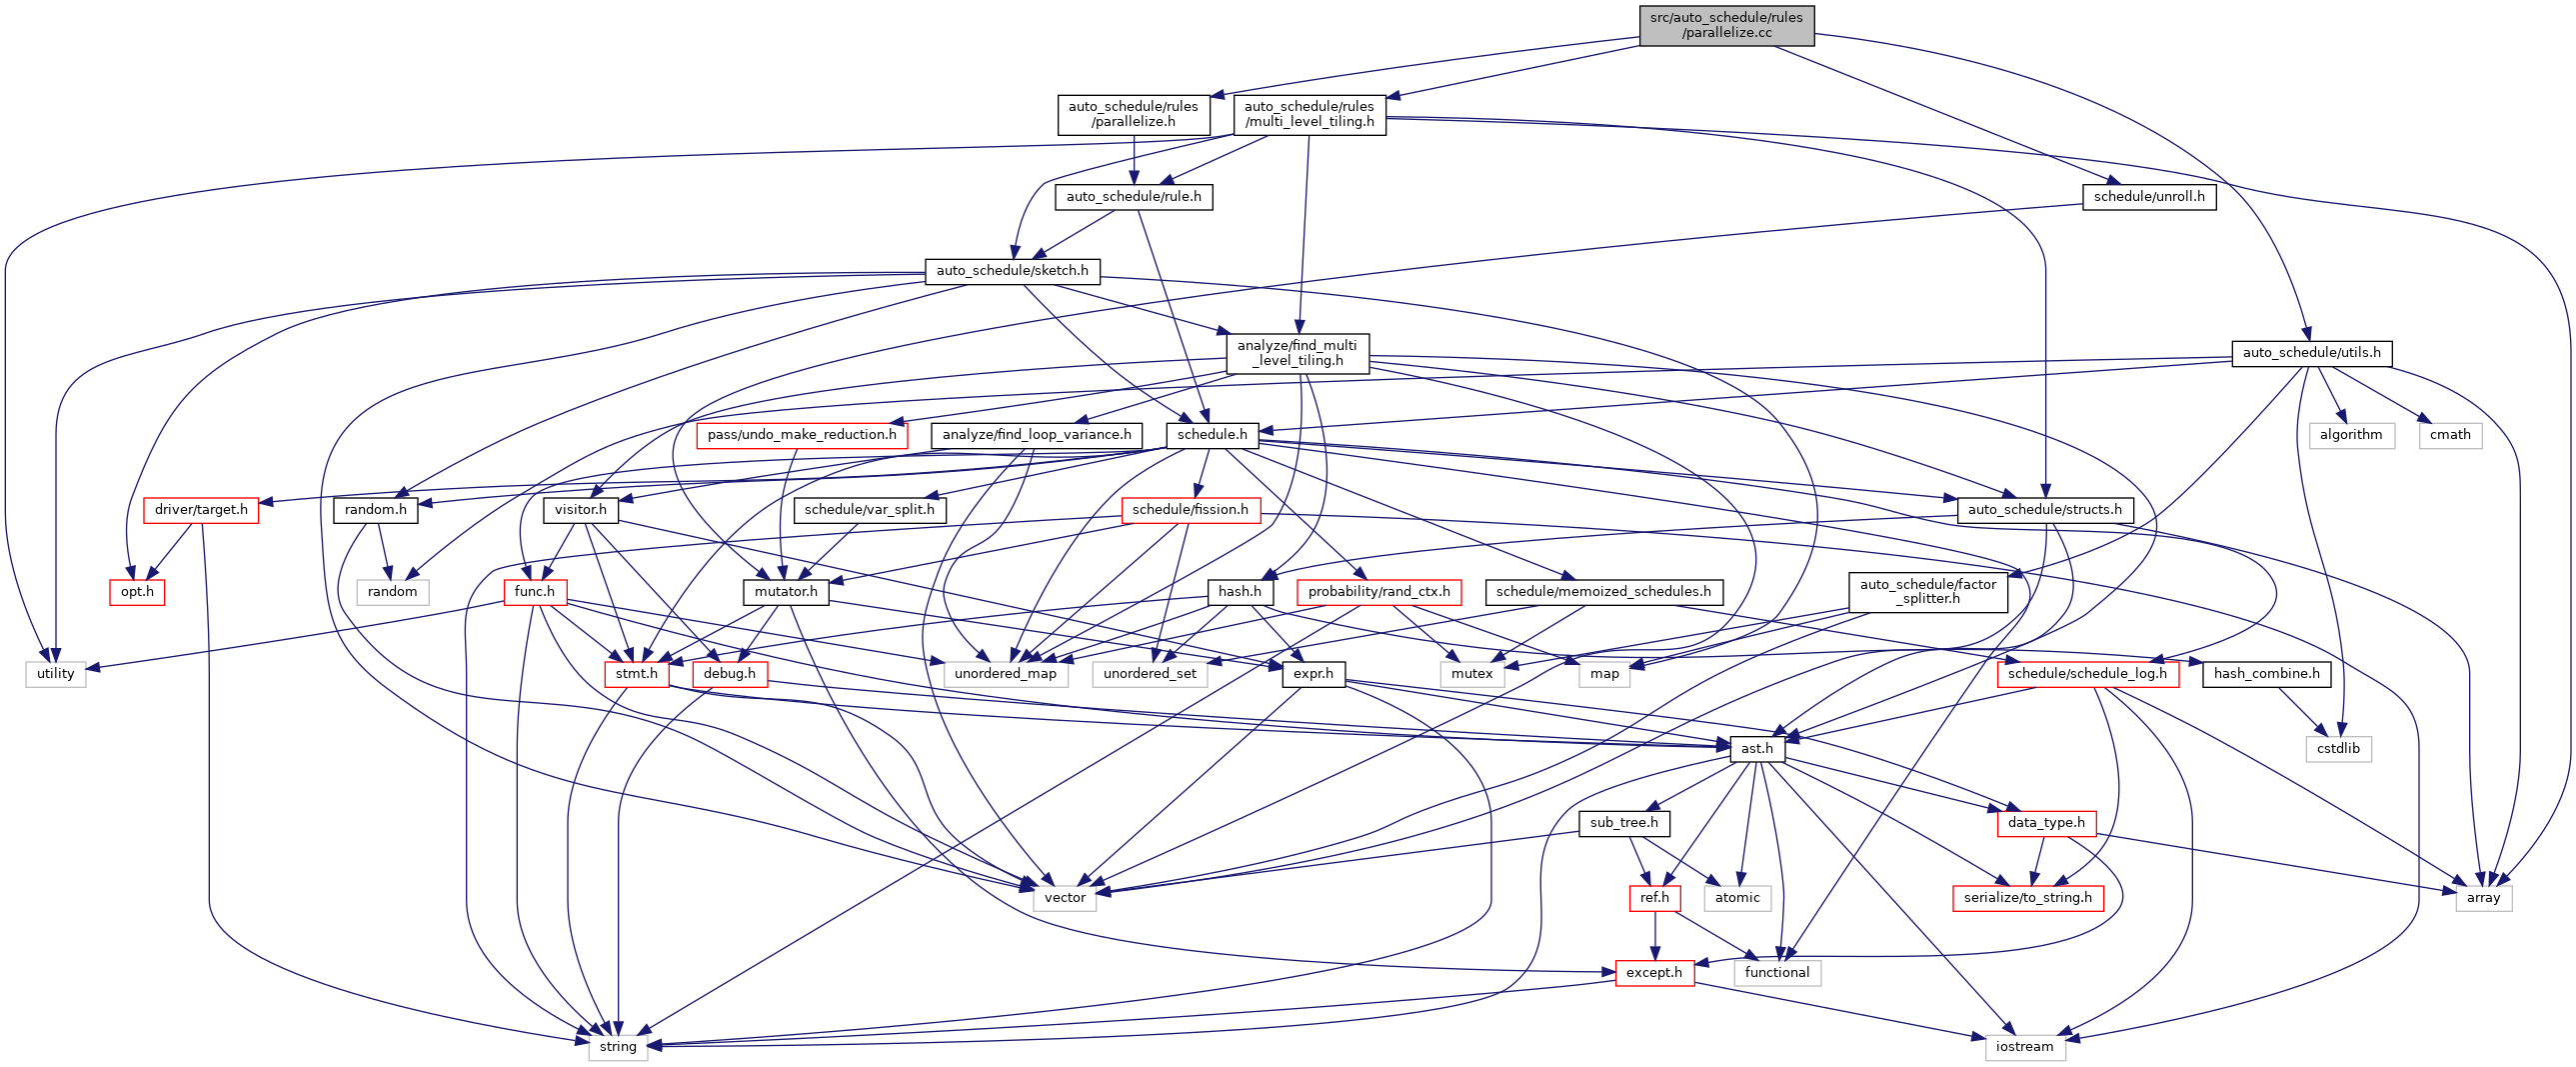 src/auto_schedule/rules
/parallelize.cc
auto_schedule/rules
/parallelize.h
auto_schedule/rules
/multi_level_tiling.h
auto_schedule/rule.h
schedule/unroll.h
auto_schedule/sketch.h
analyze/find_multi
_level_tiling.h
auto_schedule/utils.h
pass/undo_make_reduction.h
analyze/find_loop_variance.h
schedule.h
algorithm
cmath
driver/target.h
random.h
visitor.h
schedule/var_split.h
schedule/fission.h
auto_schedule/structs.h
opt.h
random
func.h
mutator.h
hash.h
probability/rand_ctx.h
schedule/memoized_schedules.h
auto_schedule/factor
_splitter.h
utility
stmt.h
debug.h
unordered_map
unordered_set
expr.h
mutex
map
schedule/schedule_log.h
hash_combine.h
ast.h
cstdlib
sub_tree.h
data_type.h
vector
ref.h
atomic
serialize/to_string.h
array
except.h
functional
string
iostream